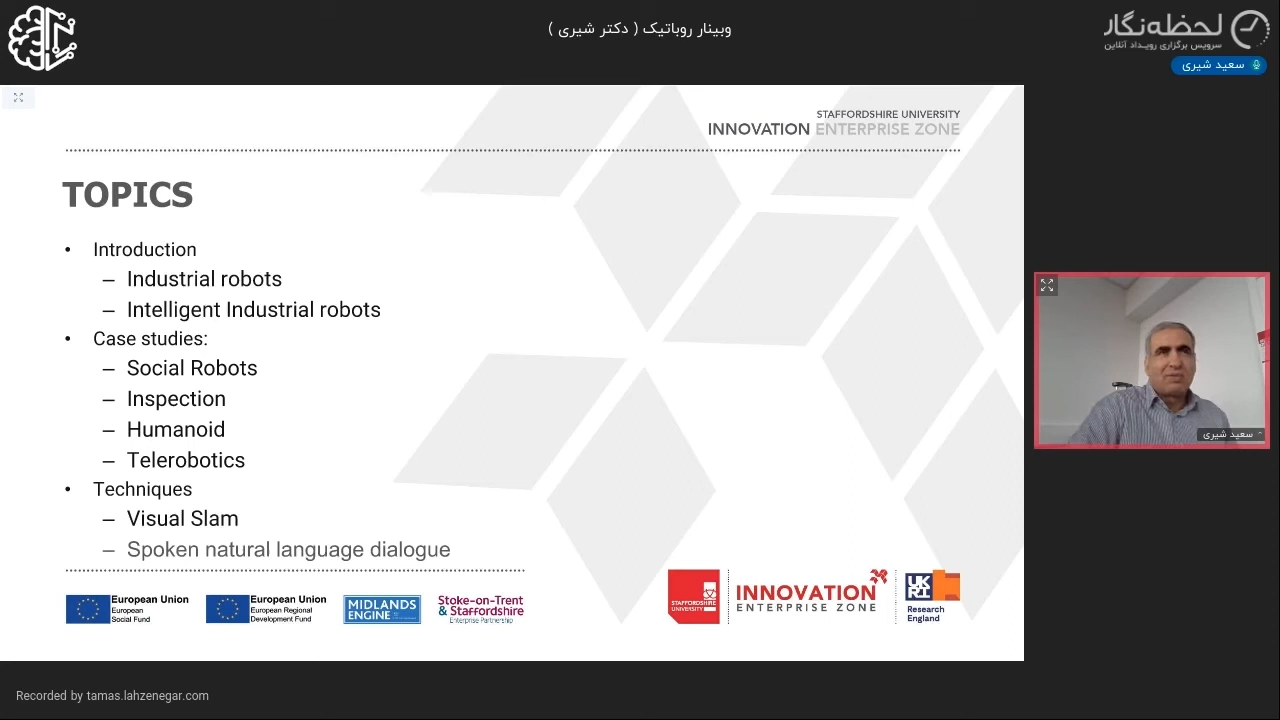 وبینار روباتیک ( دکتر شیری )
لحظه‌نگار
سرویس برگزاری رویداد آنلاین
سعید شیری
STAFFORDSHIRE UNIVERSITY
INNOVATION ENTERPRISE ZONE
TOPICS
• Introduction
– Industrial robots
– Intelligent Industrial robots
• Case studies:
– Social Robots
– Inspection
– Humanoid
– Telerobotics
• Techniques
– Visual Slam
– Spoken natural language dialogue
سعید شیری
European Union
European
Social Fund
European Union
European Regional
Development Fund
MIDLANDS
ENGINE
Stoke-on-Trent
& Staffordshire
Enterprise Partnership
STAFFORDSHIRE
UNIVERSITY
INNOVATION
ENTERPRISE ZONE
UK
RI
Research
England
Recorded by tamas.lahzenegar.com